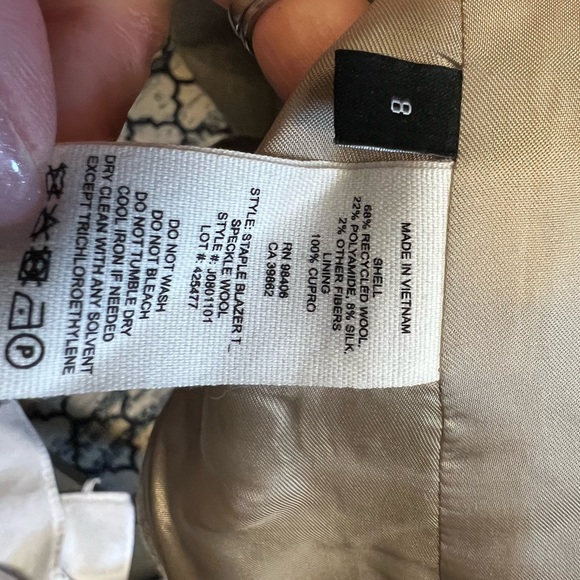 8
MADE IN VIETNAM
SHELL
68% RECYCLED WOOL,
22% POLYAMIDE, 8% SILK,
2% OTHER FIBERS
LINING
100% CUPRO
RN 98406
CA 39862
STYLE: STAPLE BLAZER T_
SPECKLE WOOL
STYLE #: J0801101
LOT #: 425477
DO NOT WASH
DO NOT BLEACH
DO NOT TUMBLE DRY
COOL IRON IF NEEDED
DRY CLEAN WITH ANY SOLVENT
EXCEPT TRICHLOROETHYLENE
P